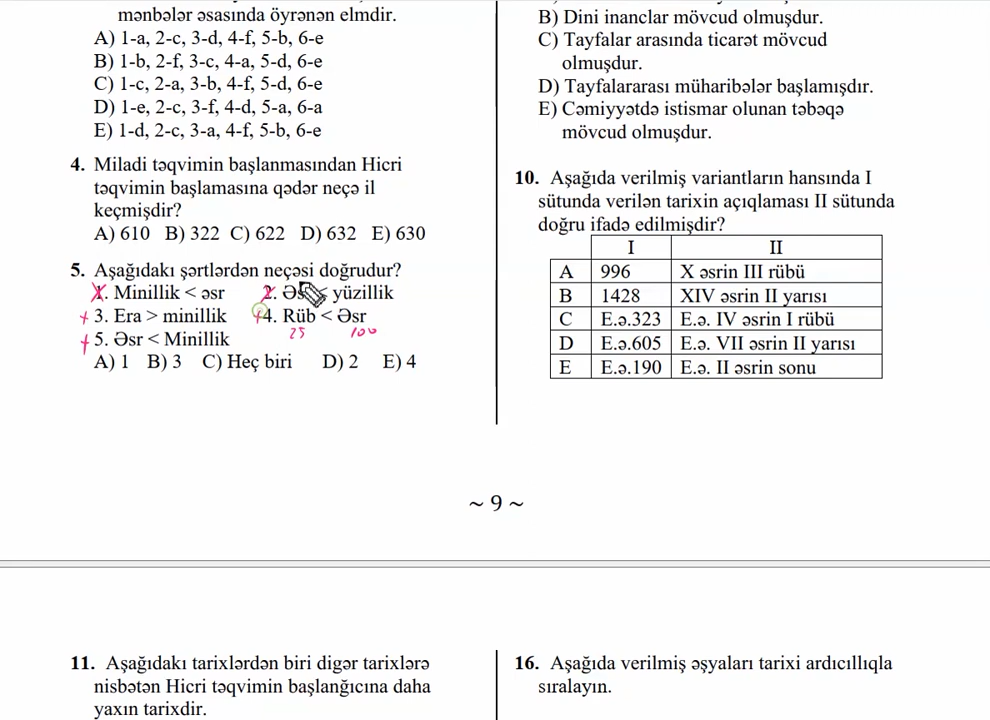 mənbələr əsasında öyrənən elmdir.
A) 1-a, 2-c, 3-d, 4-f, 5-b, 6-e
B) 1-b, 2-f, 3-c, 4-a, 5-d, 6-e
C) 1-c, 2-a, 3-b, 4-f, 5-d, 6-e
D) 1-e, 2-c, 3-f, 4-d, 5-a, 6-a
E) 1-d, 2-c, 3-a, 4-f, 5-b, 6-e
4. Miladi təqvimin başlanmasından Hicri
təqvimin başlamasına qədər neçə il
keçmişdir?
A) 610 B) 322 C) 622 D) 632 E) 630
5. Aşağıdakı şərtlərdən neçəsi doğrudur?
1. Minillik < əsr 2. < yüzillik
+ 3. Era > minillik + 4. Rüb < Əsr
25 100
+ 5. Əsr < Minillik
A) 1 B) 3 C) Heç biri D) 2 E) 4
B) Dini inanclar mövcud olmuşdur.
C) Tayfalar arasında ticarət mövcud
olmuşdur.
D) Tayfalararası müharibələr başlamışdır.
E) Cəmiyyətdə istismar olunan təbəqə
mövcud olmuşdur.
10. Aşağıda verilmiş variantların hansında I
sütunda verilən tarixin açıqlaması II sütunda
doğru ifadə edilmişdir?
I II
A 996 X əsrin III rübü
B 1428 XIV əsrin II yarısı
C E.ə.323 E.ə. IV əsrin I rübü
D E.ə.605 E.ə. VII əsrin II yarısı
E E.ə.190 E.ə. II əsrin sonu
~ 9 ~
11. Aşağıdakı tarixlərdən biri digər tarixlərə
nisbətən Hicri təqvimin başlanğıcına daha
yaxın tarixdir.
16. Aşağıda verilmiş əşyaları tarixi ardıcıllıqla
sıralayın.